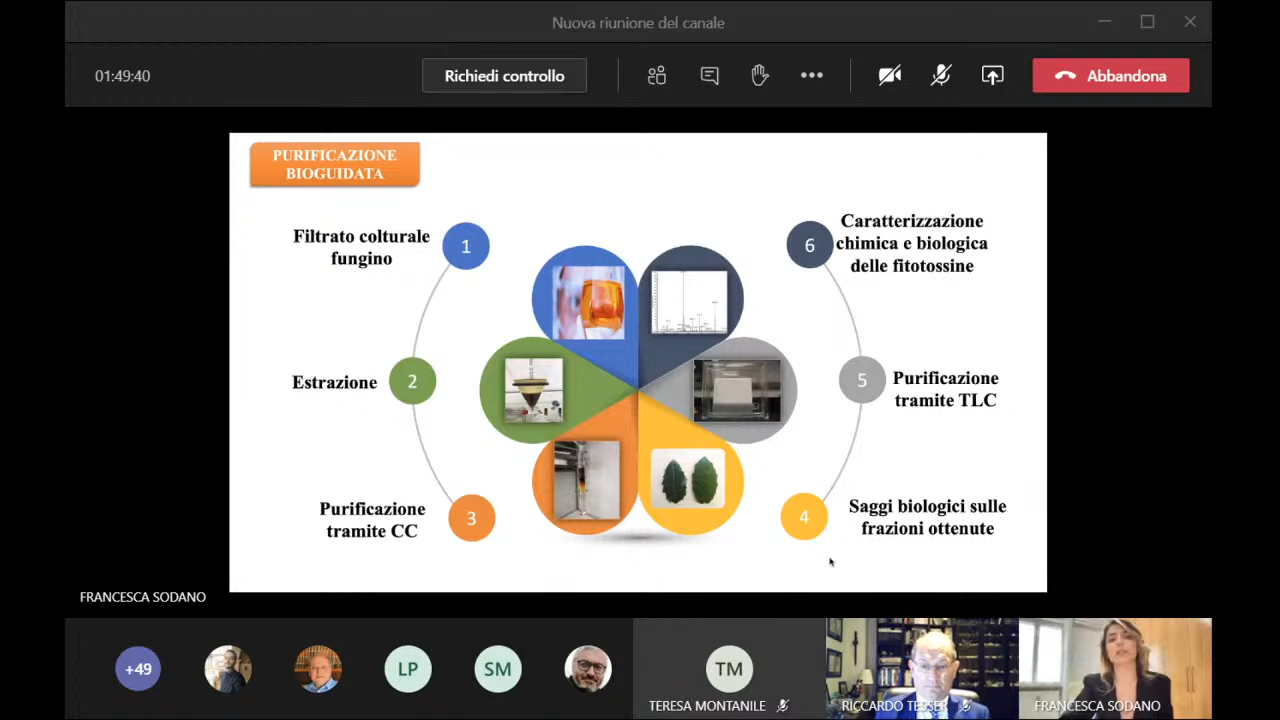 Nuova riunione del canale
01:49:40
Richiedi controllo
Abbandona
PURIFICAZIONE
BIOGUIDATA
Filtrato colturale
fungino
1
Estrazione
2
Purificazione
tramite CC
3
6
Caratterizzazione
chimica e biologica
delle fitotossine
5
Purificazione
tramite TLC
4
Saggi biologici sulle
frazioni ottenute
FRANCESCA SODANO
+49
LP
SM
TM
TERESA MONTANILE
RICCARDO TESSER
FRANCESCA SODANO